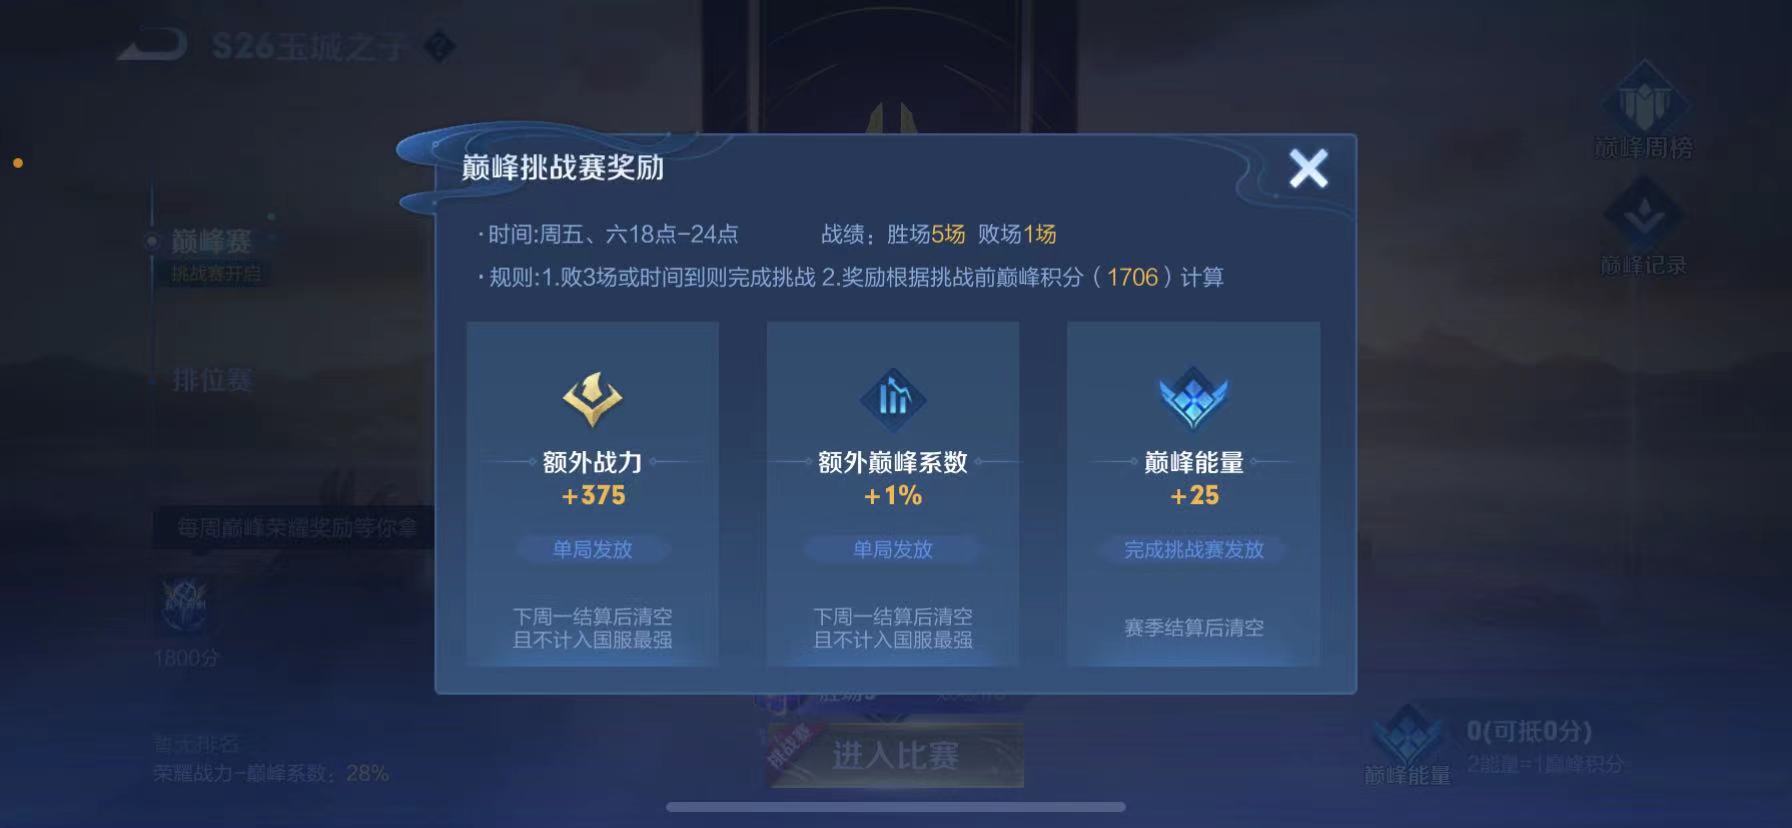 S26玉城之子
巅峰周榜
巅峰挑战赛奖励
·时间:周五、六18点-24点 战绩：胜场5场 败场1场
·规则:1.败3场或时间到则完成挑战 2.奖励根据挑战前巅峰积分（1706）计算
巅峰赛
挑战赛开启
巅峰记录
排位赛
额外战力
+375
单局发放
下周一结算后清空
且不计入国服最强
额外巅峰系数
+1%
单局发放
下周一结算后清空
且不计入国服最强
巅峰能量
+25
完成挑战赛发放
赛季结算后清空
每周巅峰荣耀奖励等你拿
1800分
暂无排名
荣耀战力-巅峰系数：28%
挑战赛
进入比赛
0(可抵0分)
2能量=1巅峰积分
巅峰能量